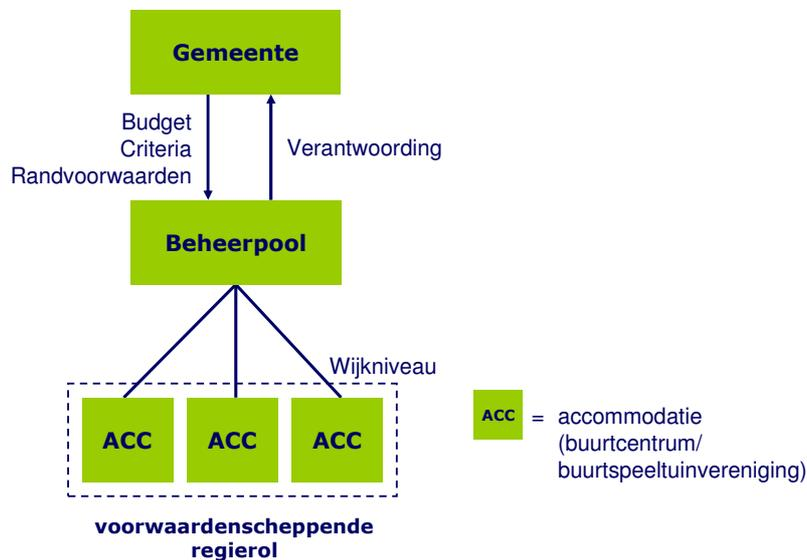 Gemeente
Budget
Criteria
Randvoorwaarden
Verantwoording
Beheerpool
Wijkniveau
ACC
ACC
ACC
voorwaardenscheppende
regierol
ACC = accommodatie
(buurtcentrum/
buurtspeeltuinvereniging)